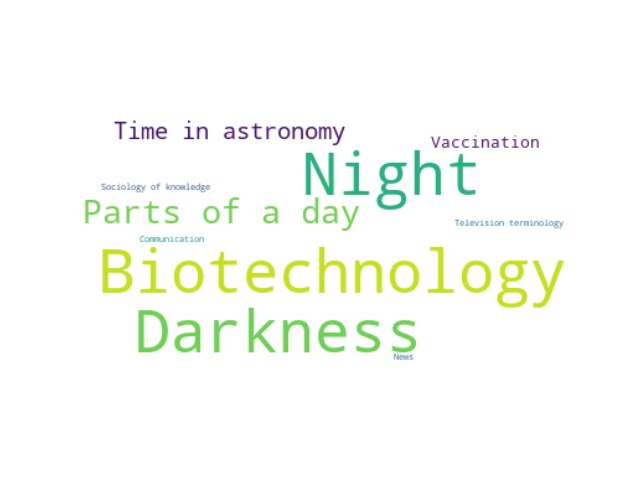 Time in astronomy
Vaccination
Night
Sociology of knowledge
Parts of a day
Television terminology
Communication
Biotechnology
Darkness
News